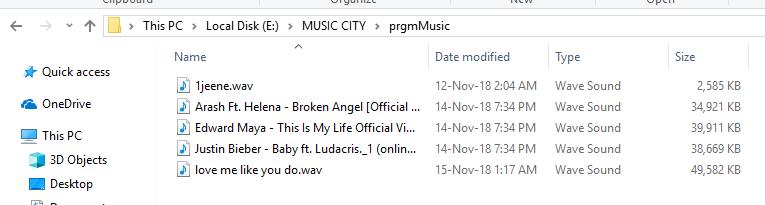 Clipboard Organize New Open
This PC > Local Disk (E:) > MUSIC CITY > prgmMusic
Name Date modified Type Size
Quick access
OneDrive
This PC
3D Objects
Desktop
Documents
1jeene.wav 12-Nov-18 2:04 AM Wave Sound 2,585 KB
Arash Ft. Helena - Broken Angel [Official ... 14-Nov-18 7:34 PM Wave Sound 34,921 KB
Edward Maya - This Is My Life Official Vi... 14-Nov-18 7:34 PM Wave Sound 39,911 KB
Justin Bieber - Baby ft. Ludacris._1 (onlin... 14-Nov-18 7:34 PM Wave Sound 38,669 KB
love me like you do.wav 15-Nov-18 1:17 AM Wave Sound 49,582 KB